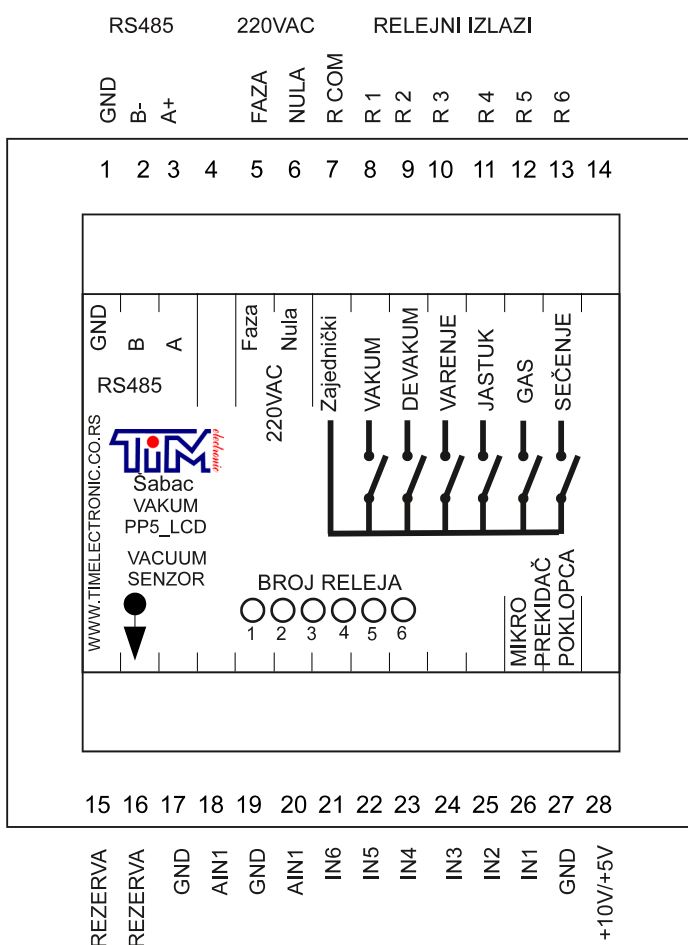 RS485 220VAC RELEJNI IZLAZI
GND B- A+ FAZA NULA R COM R 1 R 2 R 3 R 4 R 5 R 6
1 2 3 4 5 6 7 8 9 10 11 12 13 14
GND B A Faza Nula Zajednički VAKUM DEVAKUM VARENJE JASTUK GAS SEČENJE
RS485
220VAC
WWW.TIMELECTRONIC.CO.RS
TiM electronic
Šabac
VAKUM
PP5_LCD
VACUUM
SENZOR
BROJ RELEJA
1 2 3 4 5 6
MIKRO
PREKIDAČ
POKLOPCA
15 16 17 18 19 20 21 22 23 24 25 26 27 28
REZERVA REZERVA GND AIN1 GND AIN1 IN6 IN5 IN4 IN3 IN2 IN1 GND +10V/+5V